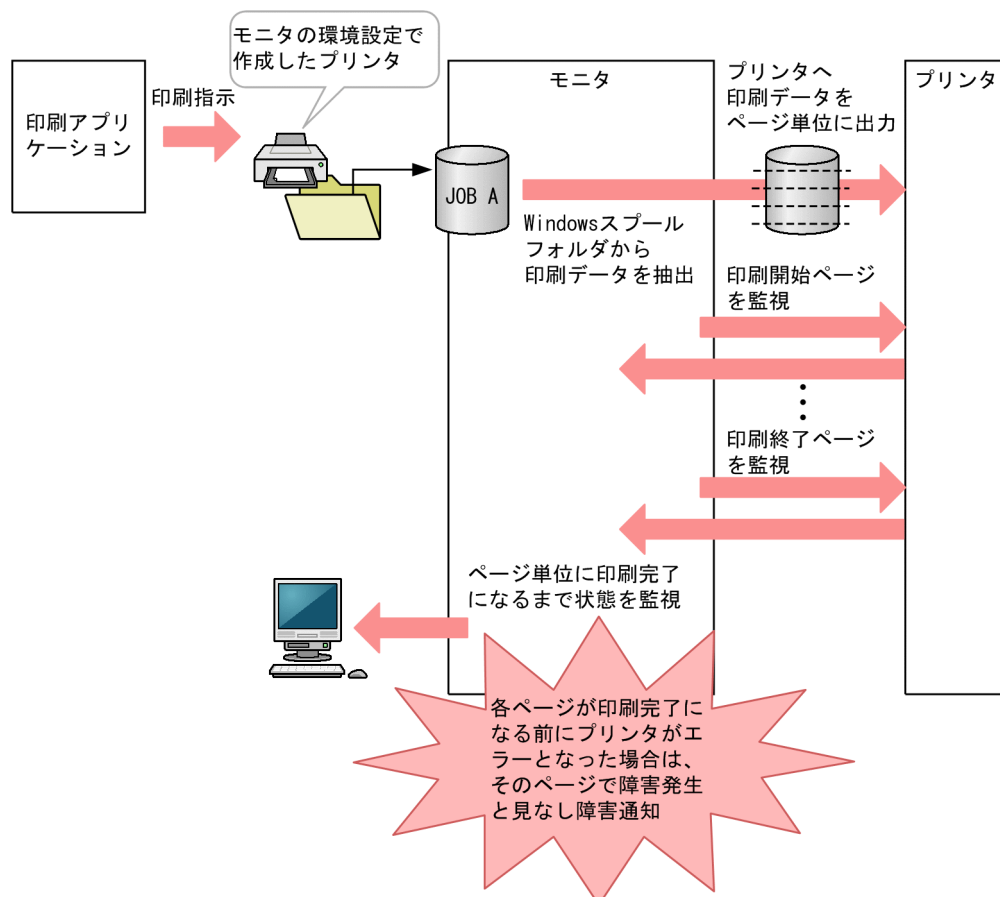 モニタの環境設定で
作成したプリンタ
印刷アプリ
ケーション
印刷指示
モニタ
プリンタへ
印刷データを
ページ単位に出力
プリンタ
JOB A
Windowsスプール
フォルダから
印刷データを抽出
印刷開始ページ
を監視
印刷終了ページ
を監視
ページ単位に印刷完了
になるまで状態を監視
各ページが印刷完了に
なる前にプリンタがエ
ラーとなった場合は、
そのページで障害発生
と見なし障害通知